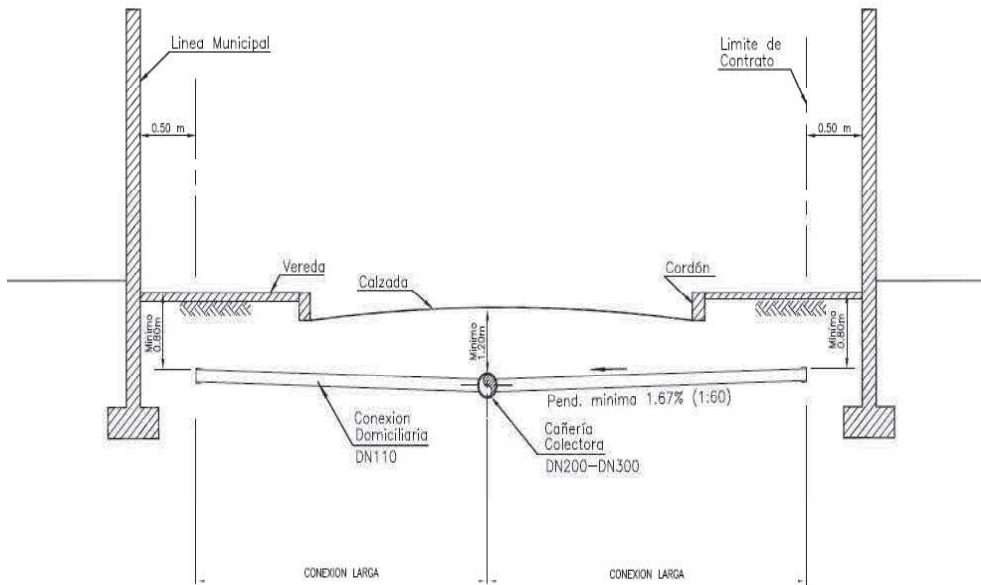 Linea Municipal
Limite de
Contrato
0.50 m
0.50 m
Vereda
Calzada
Cordón
Minimo
0.80m
Minimo
1.20m
Minimo
0.80m
Pend. minima 1.67% (1:60)
Conexion
Domiciliaria
DN110
Cañería
Colectora
DN200-DN300
CONEXION LARGA
CONEXION LARGA